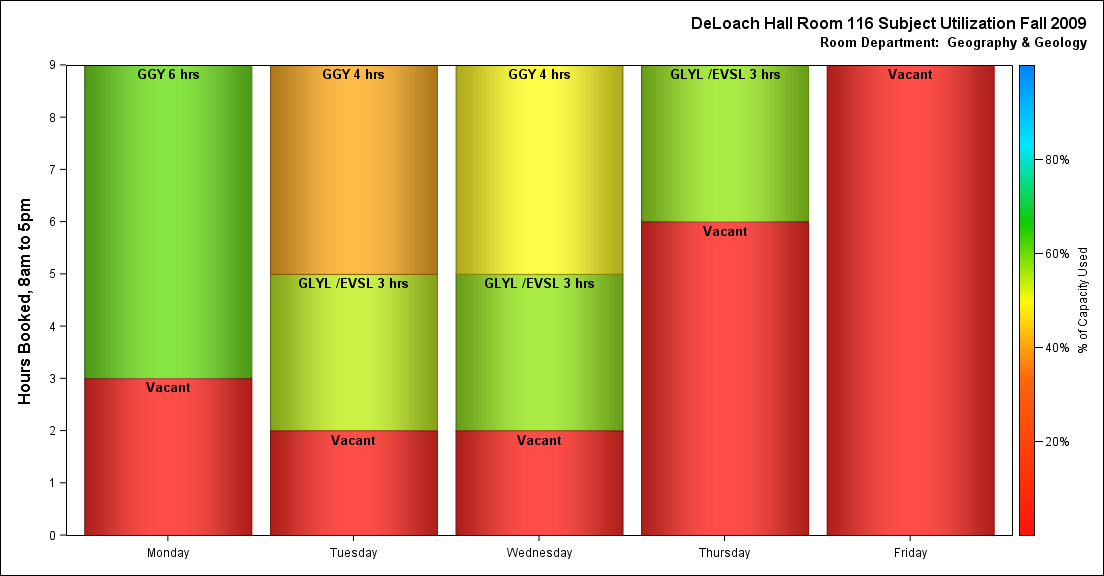 DeLoach Hall Room 116 Subject Utilization Fall 2009
Room Department: Geography & Geology
Hours Booked, 8am to 5pm
9
8
7
6
5
4
3
2
1
0
GGY 6 hrs
Vacant
GGY 4 hrs
GLYL /EVSL 3 hrs
Vacant
GGY 4 hrs
GLYL /EVSL 3 hrs
Vacant
GLYL /EVSL 3 hrs
Vacant
Vacant
Monday
Tuesday
Wednesday
Thursday
Friday
80%
60%
40%
20%
% of Capacity Used